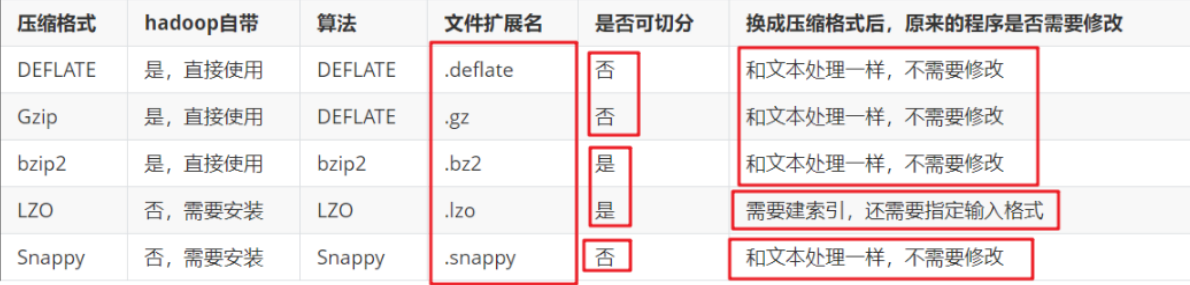 压缩格式 hadoop自带 算法 文件扩展名 是否可切分 换成压缩格式后，原来的程序是否需要修改
DEFLATE 是，直接使用 DEFLATE .deflate 否 和文本处理一样，不需要修改
Gzip 是，直接使用 DEFLATE .gz 否 和文本处理一样，不需要修改
bzip2 是，直接使用 bzip2 .bz2 是 和文本处理一样，不需要修改
LZO 否，需要安装 LZO .lzo 是 需要建索引，还需要指定输入格式
Snappy 否，需要安装 Snappy .snappy 否 和文本处理一样，不需要修改